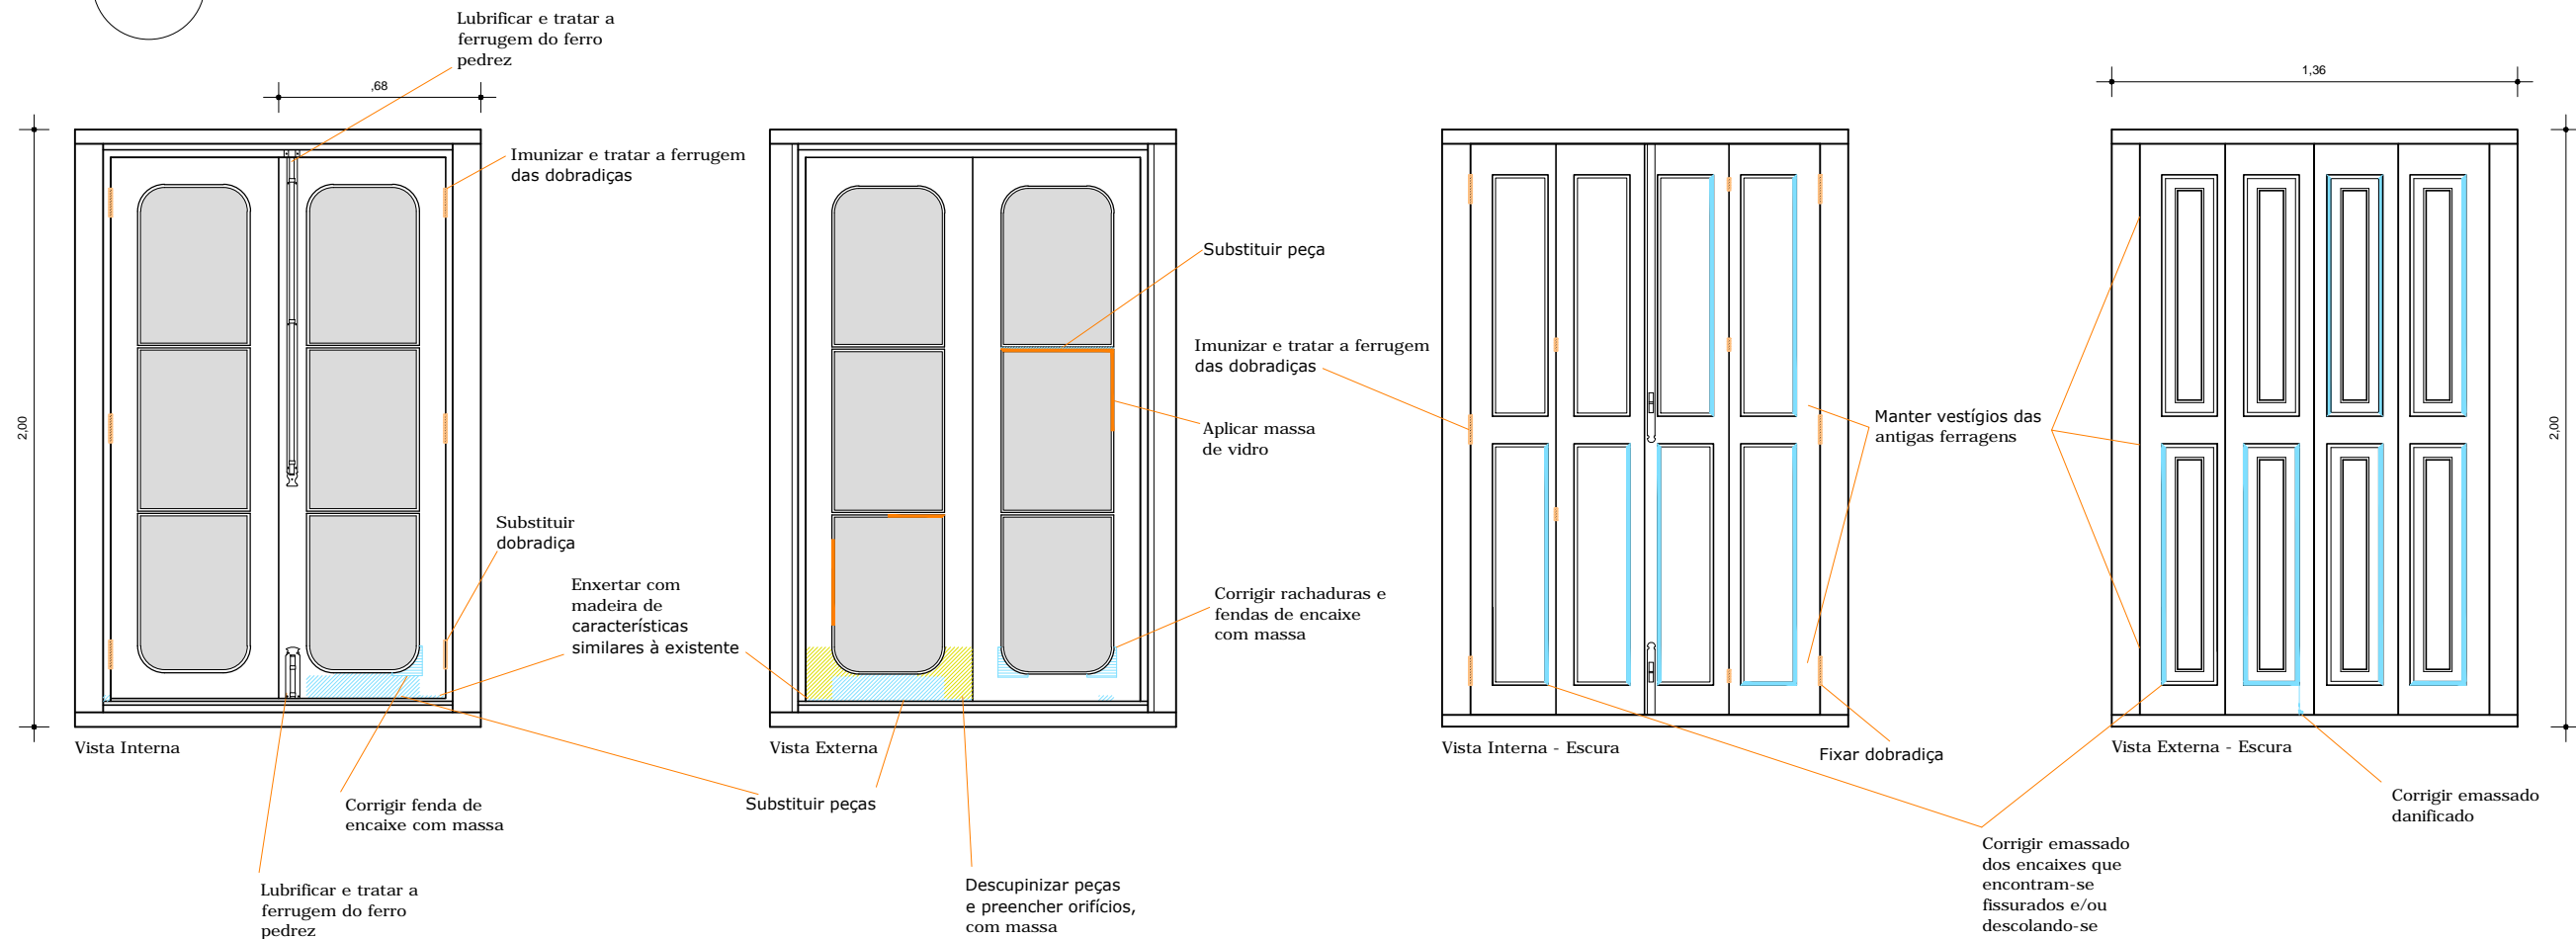 Lubrificar e tratar a
ferrugem do ferro
pedrez
,68
1,36
Imunizar e tratar a ferrugem
das dobradiças
Substituir peça
Imunizar e tratar a ferrugem
das dobradiças
2,00
Aplicar massa
de vidro
Manter vestígios das
antigas ferragens
2,00
Substituir
dobradiça
Enxertar com
madeira de
características
similares à existente
Corrigir rachaduras e
fendas de encaixe
com massa
Vista Interna
Vista Externa
Vista Interna - Escura
Vista Externa - Escura
Fixar dobradiça
Substituir peças
Corrigir fenda de
encaixe com massa
Corrigir emassado
danificado
Lubrificar e tratar a
ferrugem do ferro
pedrez
Descupinizar peças
e preencher orifícios,
com massa
Corrigir emassado
dos encaixes que
encontram-se
fissurados e/ou
descolando-se